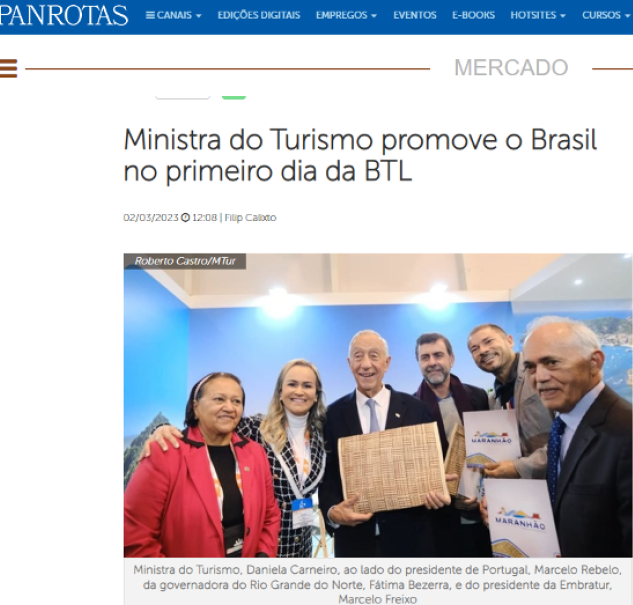 PANROTAS CANAIS EDIÇÕES DIGITAIS EMPREGOS EVENTOS E-BOOKS HOTSITES CURSOS
MERCADO
Ministra do Turismo promove o Brasil
no primeiro dia da BTL
02/03/2023 12:08 | Filip Calixto
Roberto Castro/MTur
MARANHÃO
MARANHÃO
Ministra do Turismo, Daniela Carneiro, ao lado do presidente de Portugal, Marcelo Rebelo,
da governadora do Rio Grande do Norte, Fátima Bezerra, e do presidente da Embratur,
Marcelo Freixo